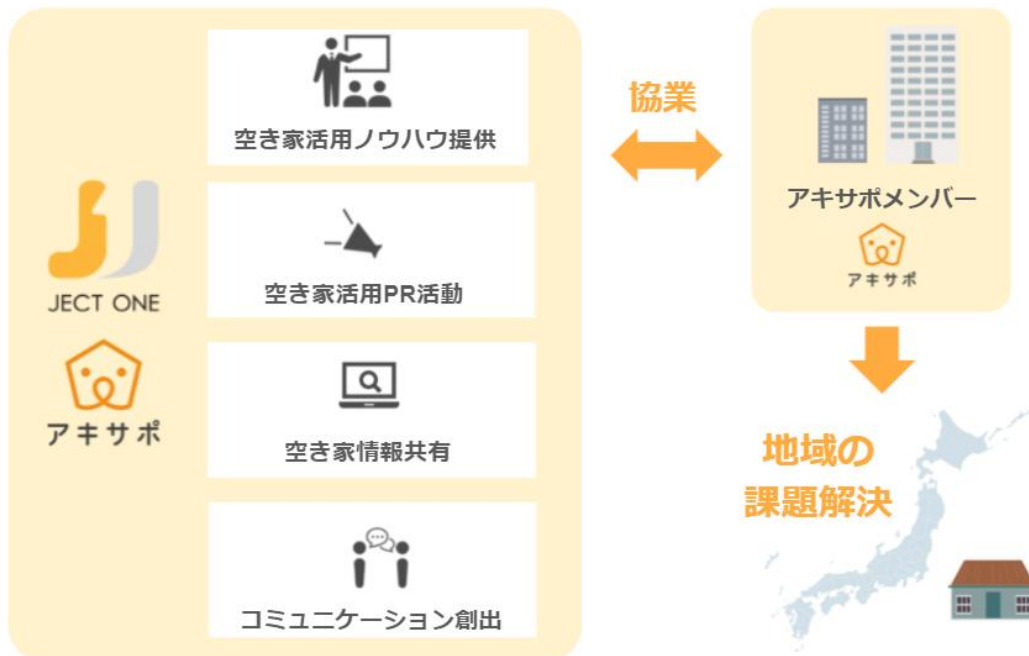 空き家活用ノウハウ提供
空き家活用PR活動
JECT ONE
アキサポ
空き家情報共有
コミュニケーション創出
協業
アキサポメンバー
アキサポ
地域の
課題解決